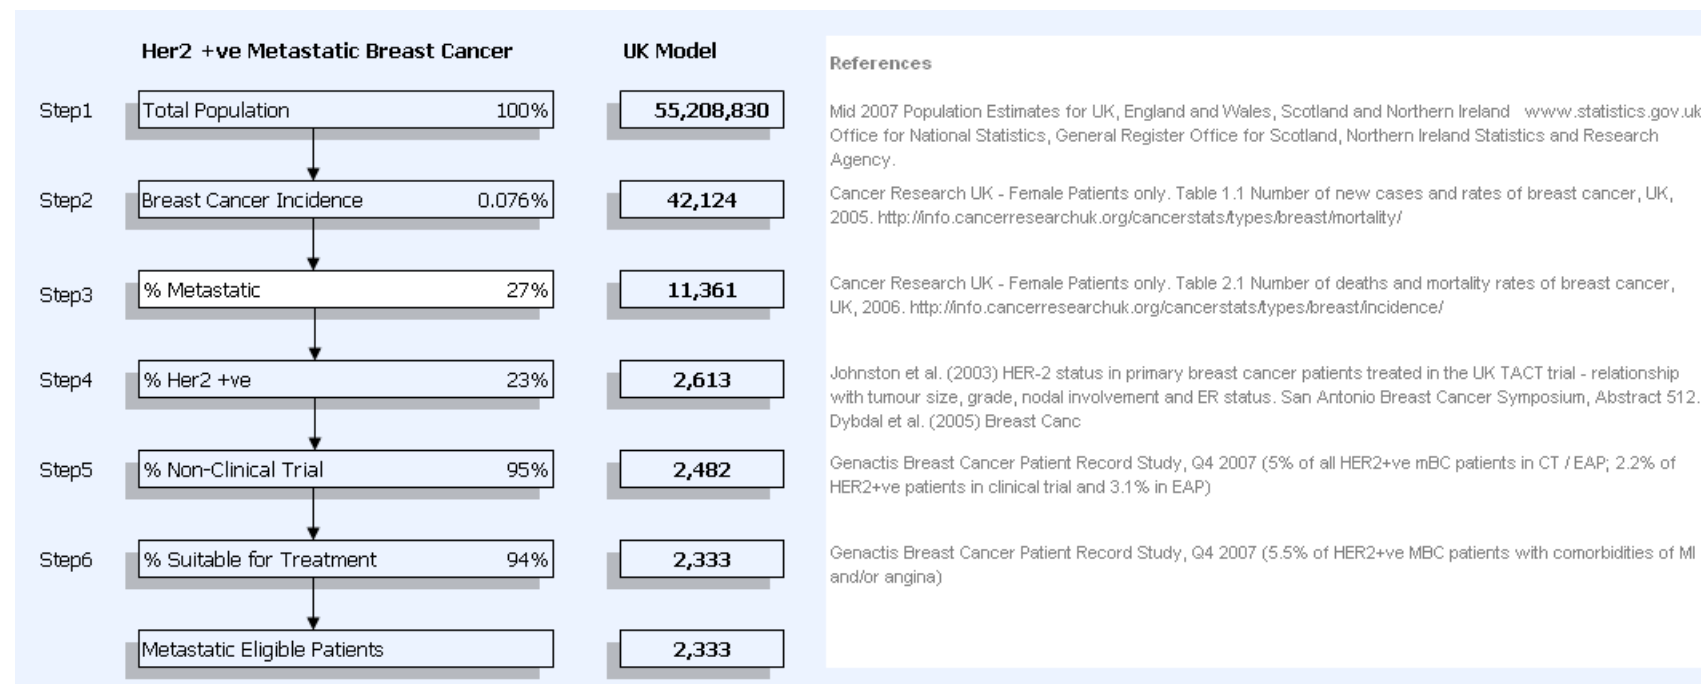 Her2 +ve Metastatic Breast Cancer UK Model
References
Step1 Total Population 100% 55,208,830
Mid 2007 Population Estimates for UK, England and Wales, Scotland and Northern Ireland wwww.statistics.gov.uk
Office for National Statistics, General Register Office for Scotland, Northern Ireland Statistics and Research
Agency.
Step2 Breast Cancer Incidence 0.076% 42,124
Cancer Research UK - Female Patients only. Table 1.1 Number of new cases and rates of breast cancer, UK,
2005. http://info.cancerresearchuk.org/cancerstats/types/breast/mortality/
Step3 % Metastatic 27% 11,361
Cancer Research UK - Female Patients only. Table 2.1 Number of deaths and mortality rates of breast cancer,
UK, 2006. http://info.cancerresearchuk.org/cancerstats/types/breast/incidence/
Step4 % Her2 +ve 23% 2,613
Johnston et al. (2003) HER-2 status in primary breast cancer patients treated in the UK TACT trial - relationship
with tumour size, grade, nodal involvement and ER status. San Antonio Breast Cancer Symposium, Abstract 512.
Dybdal et al. (2005) Breast Canc
Step5 % Non-Clinical Trial 95% 2,482
Genactis Breast Cancer Patient Record Study, Q4 2007 (5% of all HER2+ve mBC patients in CT / EAP; 2.2% of
HER2+ve patients in clinical trial and 3.1% in EAP)
Step6 % Suitable for Treatment 94% 2,333
Genactis Breast Cancer Patient Record Study, Q4 2007 (5.5% of HER2+ve MBC patients with comorbidities of MI
and/or angina)
Metastatic Eligible Patients 2,333